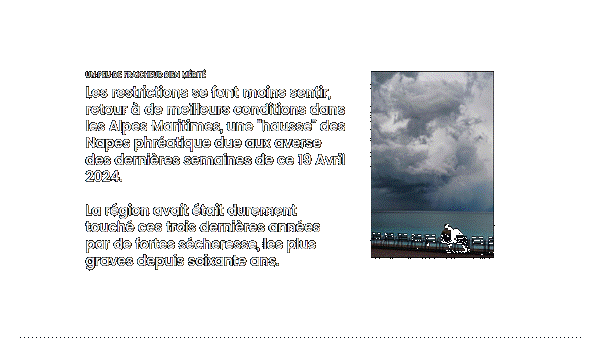 UN PEU DE FRAICHEUR BIEN MÉRITÉ
Les restrictions se font moins sentir,
retour à de meilleurs conditions dans
les Alpes Maritimes, une "hausse" des
Napes phréatique due aux averse
des dernières semaines de ce 19 Avril
2024.
La région avait était durement
touché ces trois dernières années
par de fortes sécheresse, les plus
graves depuis soixante ans.